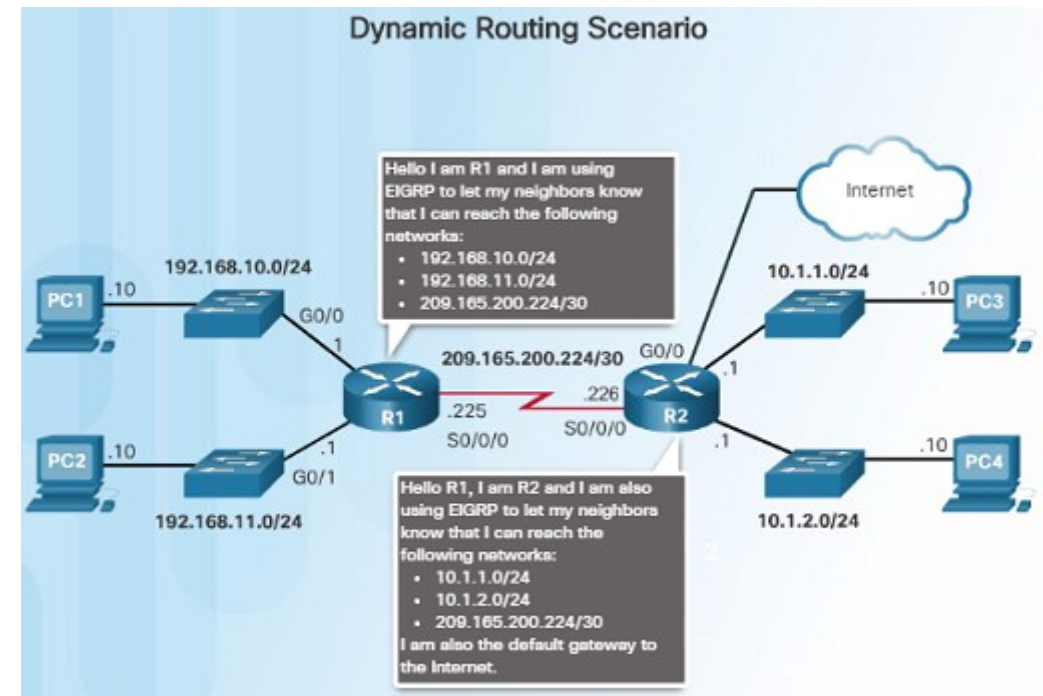 Dynamic Routing Scenario
Hello I am R1 and I am using
EIGRP to let my neighbors know
that I can reach the following
networks:
• 192.168.10.0/24
• 192.168.11.0/24
• 209.165.200.224/30
Internet
192.168.10.0/24
10.1.1.0/24
PC1
.10
G0/0
1
209.165.200.224/30
G0/0
.1
.10
PC3
R1
.225
S0/0/0
.226
S0/0/0
R2
PC2
.10
.1
G0/1
192.168.11.0/24
.1
.10
PC4
10.1.2.0/24
Hello R1, I am R2 and I am also
using EIGRP to let my neighbors
know that I can reach the
following networks:
• 10.1.1.0/24
• 10.1.2.0/24
• 209.165.200.224/30
I am also the default gateway to
the Internet.
2